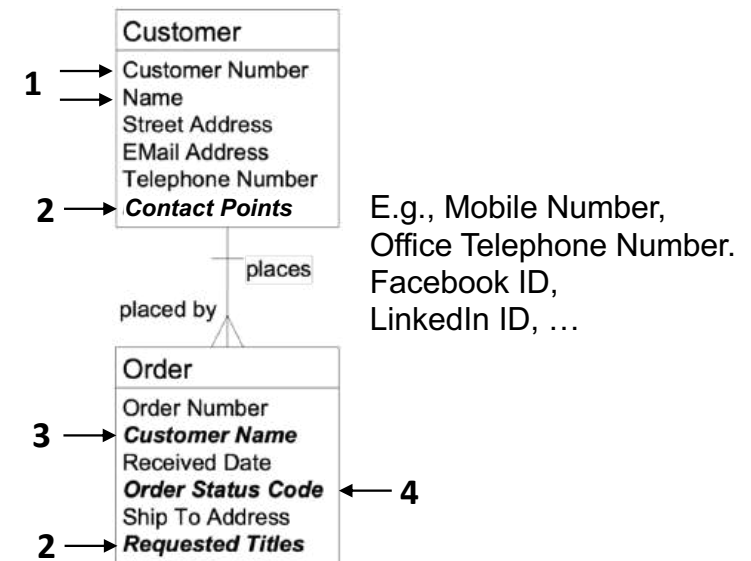 Customer
1
Customer Number
Name
Street Address
EMail Address
Telephone Number
2
Contact Points
E.g., Mobile Number,
Office Telephone Number.
Facebook ID,
LinkedIn ID, …
places
placed by
Order
Order Number
3
Customer Name
Received Date
Order Status Code
4
Ship To Address
2
Requested Titles